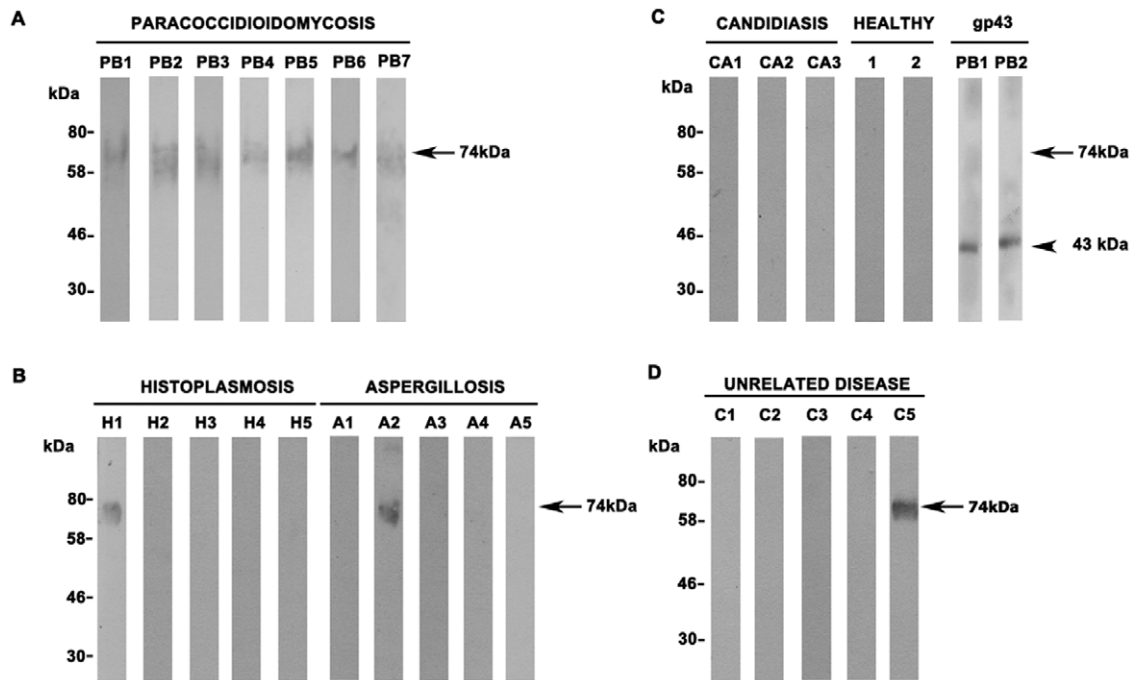 A
PARACOCCIDIOIDOMYCOSIS
PB1 PB2 PB3 PB4 PB5 PB6 PB7
kDa
80-
58-
46-
30-
74kDa
C
CANDIDIASIS HEALTHY gp43
CA1 CA2 CA3 1 2 PB1 PB2
kDa
80-
58-
46-
30-
74kDa
43 kDa
B
HISTOPLASMOSIS ASPERGILLOSIS
H1 H2 H3 H4 H5 A1 A2 A3 A4 A5
kDa
80-
58-
46-
30-
74kDa
D
UNRELATED DISEASE
C1 C2 C3 C4 C5
kDa
80-
58-
46-
30-
74kDa